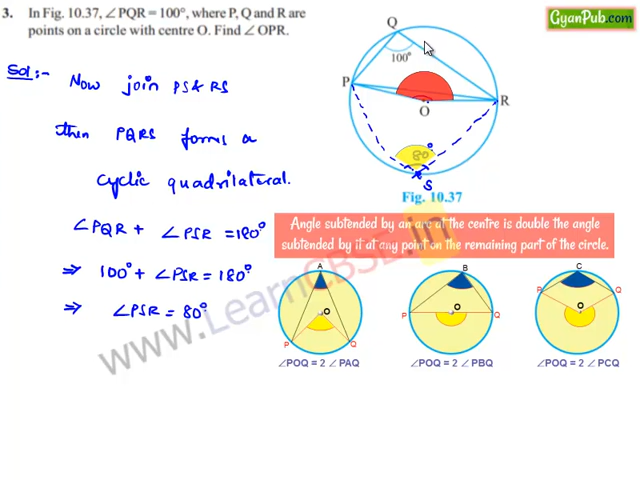 3. In Fig. 10.37, ∠PQR = 100°, where P, Q and R are
points on a circle with centre O. Find ∠OPR.
GyanPub.com
Sol:-
Now join PS & RS
then PQRS forms a
cyclic quadrilateral.
∠PQR + ∠PSR = 180°
⇒ 100° + ∠PSR = 180°
⇒ ∠PSR = 80°
Q
100°
P
R
O
80°
S
Fig. 10.37
Angle subtended by an arc at the centre is double the angle
subtended by it at any point on the remaining part of the circle.
A
O
P
Q
∠POQ = 2 ∠PAQ
B
O
P
Q
∠POQ = 2 ∠PBQ
C
P
Q
O
∠POQ = 2 ∠PCQ
www.LearnCBSE.in